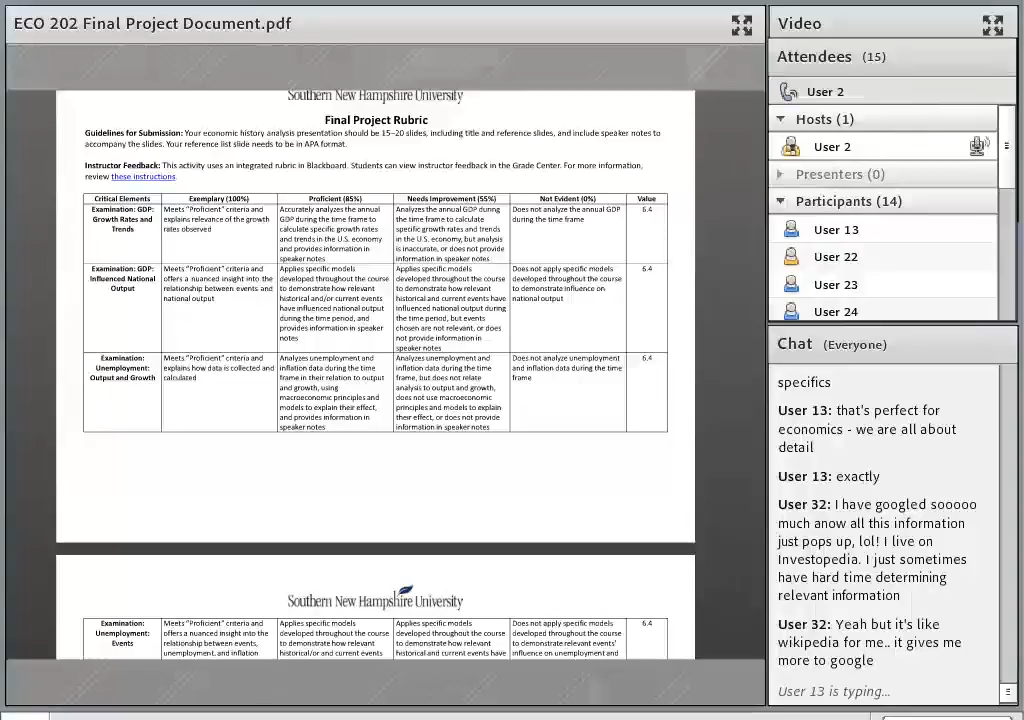 ECO 202 Final Project Document.pdf
Southern New Hampshire University
Final Project Rubric
Guidelines for Submission: Your economic history analysis presentation should be 15–20 slides, including title and reference slides, and include speaker notes to
accompany the slides. Your reference list slide needs to be in APA format.
Instructor Feedback: This activity uses an integrated rubric in Blackboard. Students can view instructor feedback in the Grade Center. For more information,
review these instructions.
Critical Elements Exemplary (100%) Proficient (85%) Needs Improvement (55%) Not Evident (0%) Value
Examination: GDP:
Growth Rates and
Trends
Meets "Proficient" criteria and
explains relevance of the growth
rates observed
Accurately analyzes the annual
GDP during the time frame to
calculate specific growth rates
and trends in the U.S. economy
and provides information in
speaker notes
Analyzes the annual GDP during
the time frame to calculate
specific growth rates and trends
in the U.S. economy, but analysis
is inaccurate, or does not provide
information in speaker notes
Does not analyze the annual GDP
during the time frame
6.4
Examination: GDP:
Influenced National
Output
Meets "Proficient" criteria and
offers a nuanced insight into the
relationship between events and
national output
Applies specific models
developed throughout the course
to demonstrate how relevant
historical and/or current events
have influenced national output
during the time period, and
provides information in speaker
notes
Applies specific models
developed throughout the course
to demonstrate how relevant
historical and current events have
influenced national output during
the time period, but events
chosen are not relevant, or does
not provide information in
speaker notes
Does not apply specific models
developed throughout the course
to demonstrate influence on
national output
6.4
Examination:
Unemployment:
Output and Growth
Meets "Proficient" criteria and
explains how data is collected and
calculated
Analyzes unemployment and
inflation data during the time
frame in their relation to output
and growth, using
macroeconomic principles and
models to explain their effect,
and provides information in
speaker notes
Analyzes unemployment and
inflation data during the time
frame, but does not relate
analysis to output and growth,
does not use macroeconomic
principles and models to explain
their effect, or does not provide
information in speaker notes
Does not analyze unemployment
and inflation data during the time
frame
6.4
Southern New Hampshire University
Examination:
Unemployment:
Events
Meets "Proficient" criteria and
offers a nuanced insight into the
relationship between events,
unemployment, and inflation
Applies specific models
developed throughout the course
to demonstrate how relevant
historical/or and current events
Applies specific models
developed throughout the course
to demonstrate how relevant
historical and current events have
Does not apply specific models
developed throughout the course
to demonstrate relevant events'
influence on unemployment and
6.4
Video
Attendees (15)
User 2
Hosts (1)
User 2
Presenters (0)
Participants (14)
User 13
User 22
User 23
User 24
Chat (Everyone)
specifics
User 13: that's perfect for
economics - we are all about
detail
User 13: exactly
User 32: I have googled sooooo
much anow all this information
just pops up, lol! I live on
Investopedia. I just sometimes
have hard time determining
relevant information
User 32: Yeah but it's like
wikipedia for me.. it gives me
more to google
User 13 is typing...